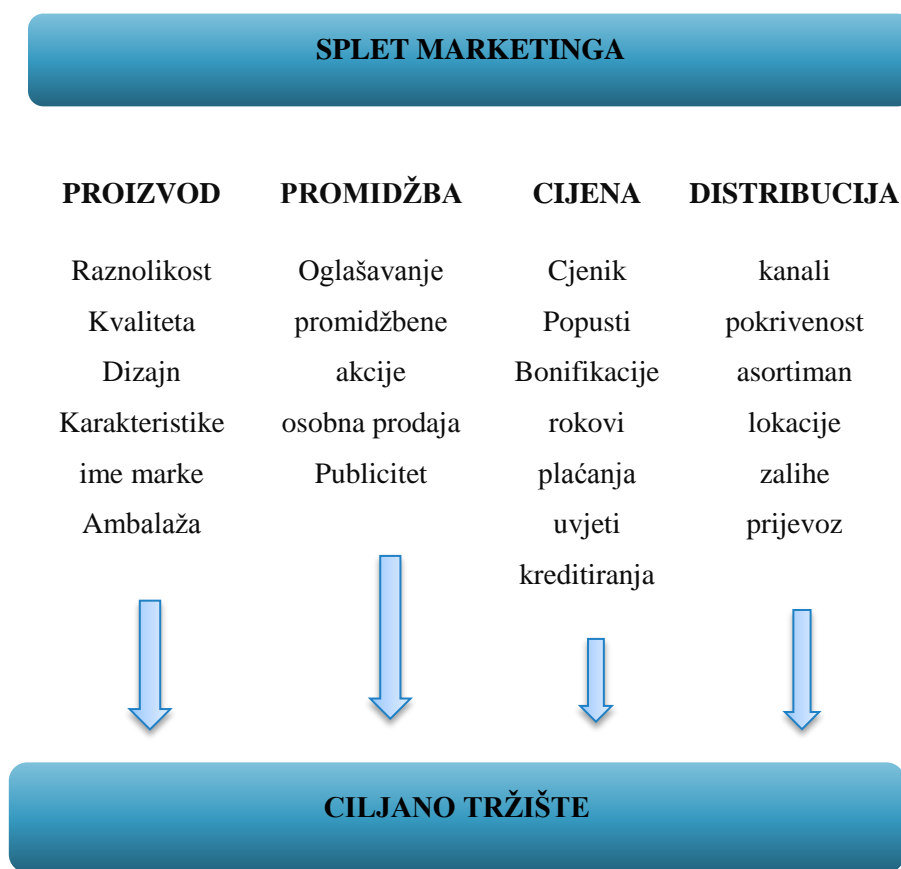 SPLET MARKETINGA
PROIZVOD
Raznolikost
Kvaliteta
Dizajn
Karakteristike
ime marke
Ambalaža
PROMIDŽBA
Oglašavanje
promidžbene
akcije
osobna prodaja
Publicitet
CIJENA
Cjenik
Popusti
Bonifikacije
rokovi
plaćanja
uvjeti
kreditiranja
DISTRIBUCIJA
kanali
pokrivenost
asortiman
lokacije
zalihe
prijevoz
CILJANO TRŽIŠTE